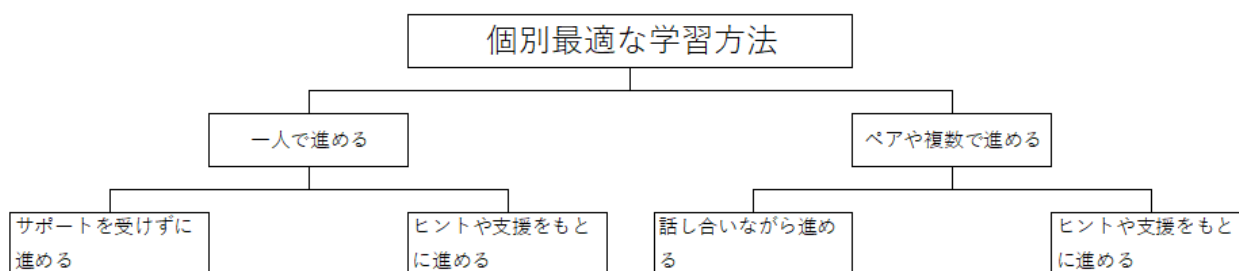 個別最適な学習方法
一人で進める
ペアや複数で進める
サポートを受けずに
進める
ヒントや支援をもと
に進める
話し合いながら進め
る
ヒントや支援をもと
に進める